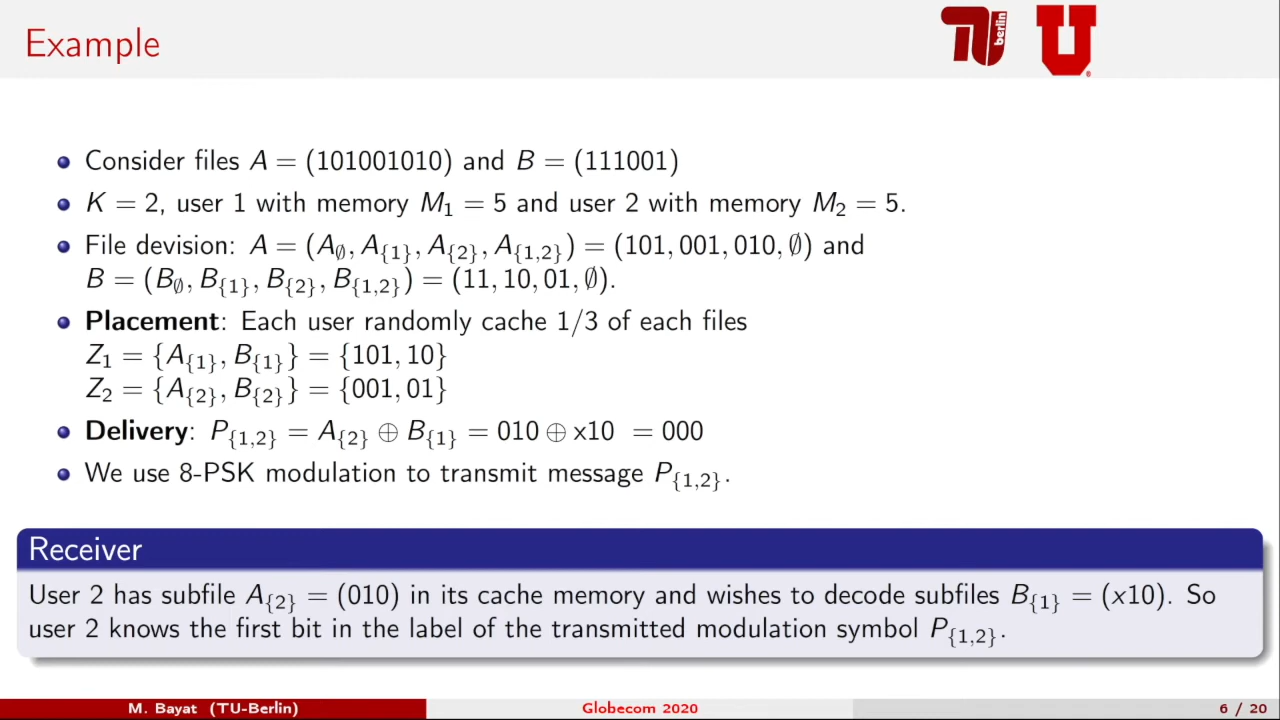 Example
berlin
Consider files A = (101001010) and B = (111001)
K = 2, user 1 with memory M₁ = 5 and user 2 with memory M₂ = 5.
File devision: A = (A_∅, A_{1}, A_{2}, A_{1,2}) = (101, 001, 010, ∅) and
B = (B_∅, B_{1}, B_{2}, B_{1,2}) = (11, 10, 01, ∅).
Placement: Each user randomly cache 1/3 of each files
Z₁ = {A_{1}, B_{1}} = {101, 10}
Z₂ = {A_{2}, B_{2}} = {001, 01}
Delivery: P_{1,2} = A_{2} ⊕ B_{1} = 010 ⊕ x10 = 000
We use 8-PSK modulation to transmit message P_{1,2}.
Receiver
User 2 has subfile A_{2} = (010) in its cache memory and wishes to decode subfiles B_{1} = (x10). So
user 2 knows the first bit in the label of the transmitted modulation symbol P_{1,2}.
M. Bayat (TU-Berlin) Globecom 2020 6 / 20